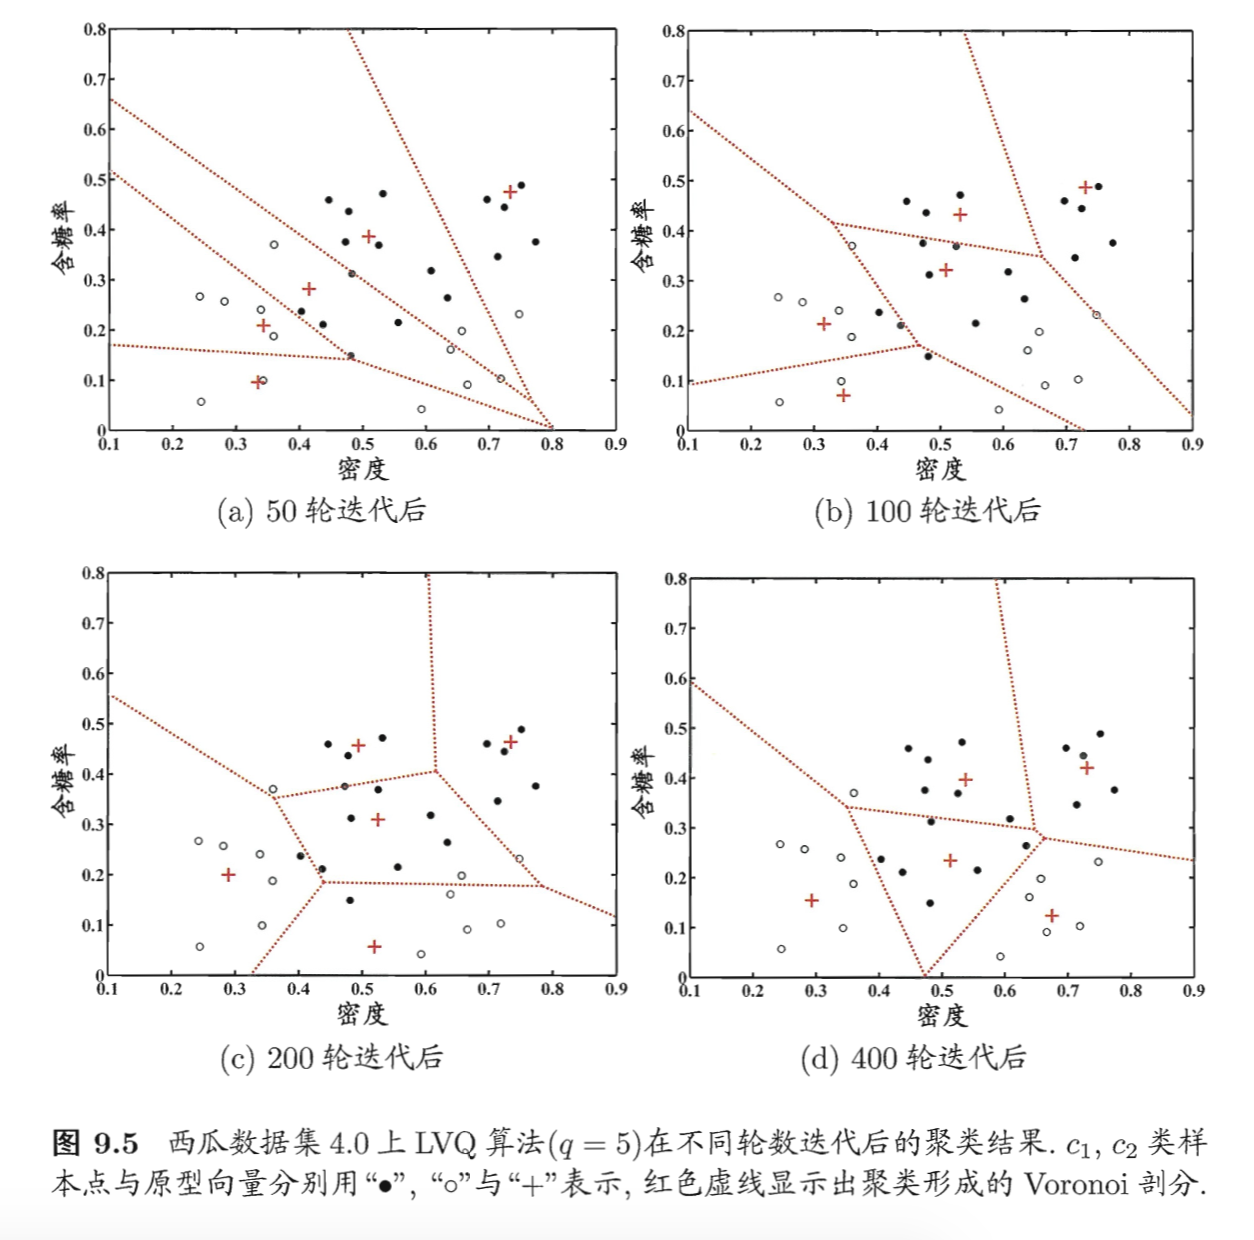 0.8
0.7
0.6
0.5
0.4
0.3
0.2
0.1
0
含糖率
0.1 0.2 0.3 0.4 0.5 0.6 0.7 0.8 0.9
密度
(a) 50 轮迭代后
0.8
0.7
0.6
0.5
0.4
0.3
0.2
0.1
0
含糖率
0.1 0.2 0.3 0.4 0.5 0.6 0.7 0.8 0.9
密度
(b) 100 轮迭代后
0.8
0.7
0.6
0.5
0.4
0.3
0.2
0.1
0
含糖率
0.1 0.2 0.3 0.4 0.5 0.6 0.7 0.8 0.9
密度
(c) 200 轮迭代后
0.8
0.7
0.6
0.5
0.4
0.3
0.2
0.1
0
含糖率
0.1 0.2 0.3 0.4 0.5 0.6 0.7 0.8 0.9
密度
(d) 400 轮迭代后
图 9.5 西瓜数据集 4.0 上 LVQ 算法(q = 5)在不同轮数迭代后的聚类结果. c₁, c₂ 类样
本点与原型向量分别用“●”, “○”与“+”表示, 红色虚线显示出聚类形成的 Voronoi 剖分.